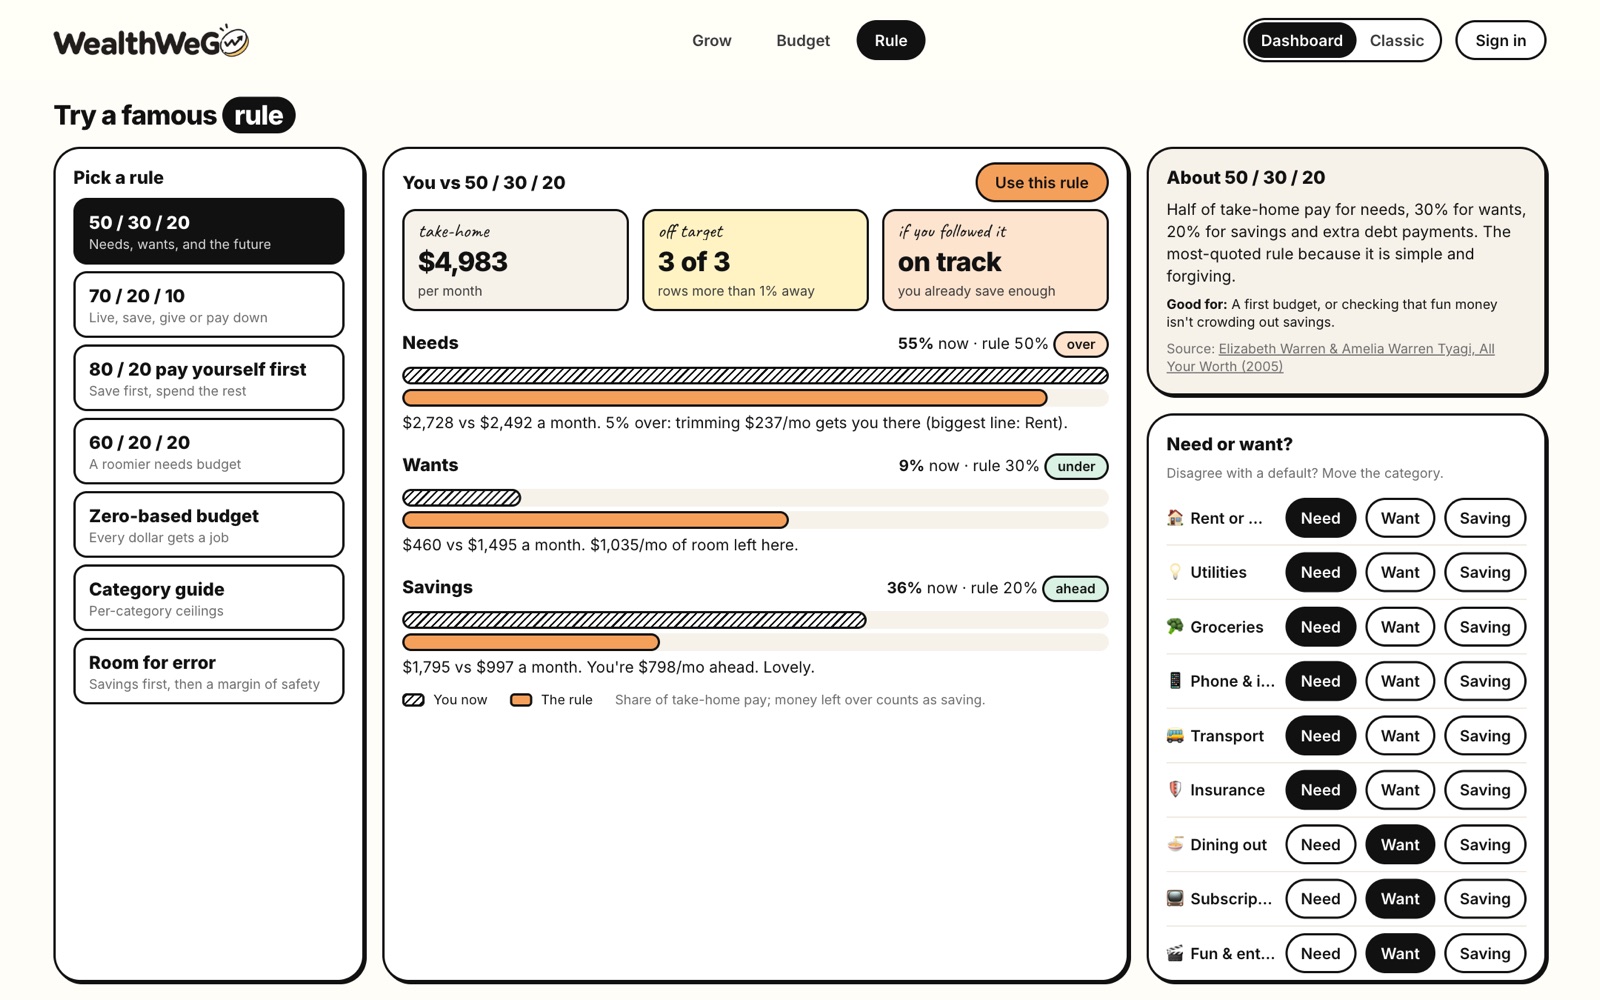 WealthWeGo
Grow
Budget
Rule
Dashboard
Classic
Sign in
Try a famous rule
Pick a rule
50 / 30 / 20
Needs, wants, and the future
70 / 20 / 10
Live, save, give or pay down
80 / 20 pay yourself first
Save first, spend the rest
60 / 20 / 20
A roomier needs budget
Zero-based budget
Every dollar gets a job
Category guide
Per-category ceilings
Room for error
Savings first, then a margin of safety
You vs 50 / 30 / 20
Use this rule
take-home
$4,983
per month
off target
3 of 3
rows more than 1% away
if you followed it
on track
you already save enough
Needs
55% now · rule 50% over
$2,728 vs $2,492 a month. 5% over: trimming $237/mo gets you there (biggest line: Rent).
Wants
9% now · rule 30% under
$460 vs $1,495 a month. $1,035/mo of room left here.
Savings
36% now · rule 20% ahead
$1,795 vs $997 a month. You're $798/mo ahead. Lovely.
You now
The rule
Share of take-home pay; money left over counts as saving.
About 50 / 30 / 20
Half of take-home pay for needs, 30% for wants,
20% for savings and extra debt payments. The
most-quoted rule because it is simple and
forgiving.
Good for: A first budget, or checking that fun money
isn't crowding out savings.
Source: Elizabeth Warren & Amelia Warren Tyagi, All
Your Worth (2005)
Need or want?
Disagree with a default? Move the category.
Rent or ... Need Want Saving
Utilities Need Want Saving
Groceries Need Want Saving
Phone & i... Need Want Saving
Transport Need Want Saving
Insurance Need Want Saving
Dining out Need Want Saving
Subscrip... Need Want Saving
Fun & ent... Need Want Saving